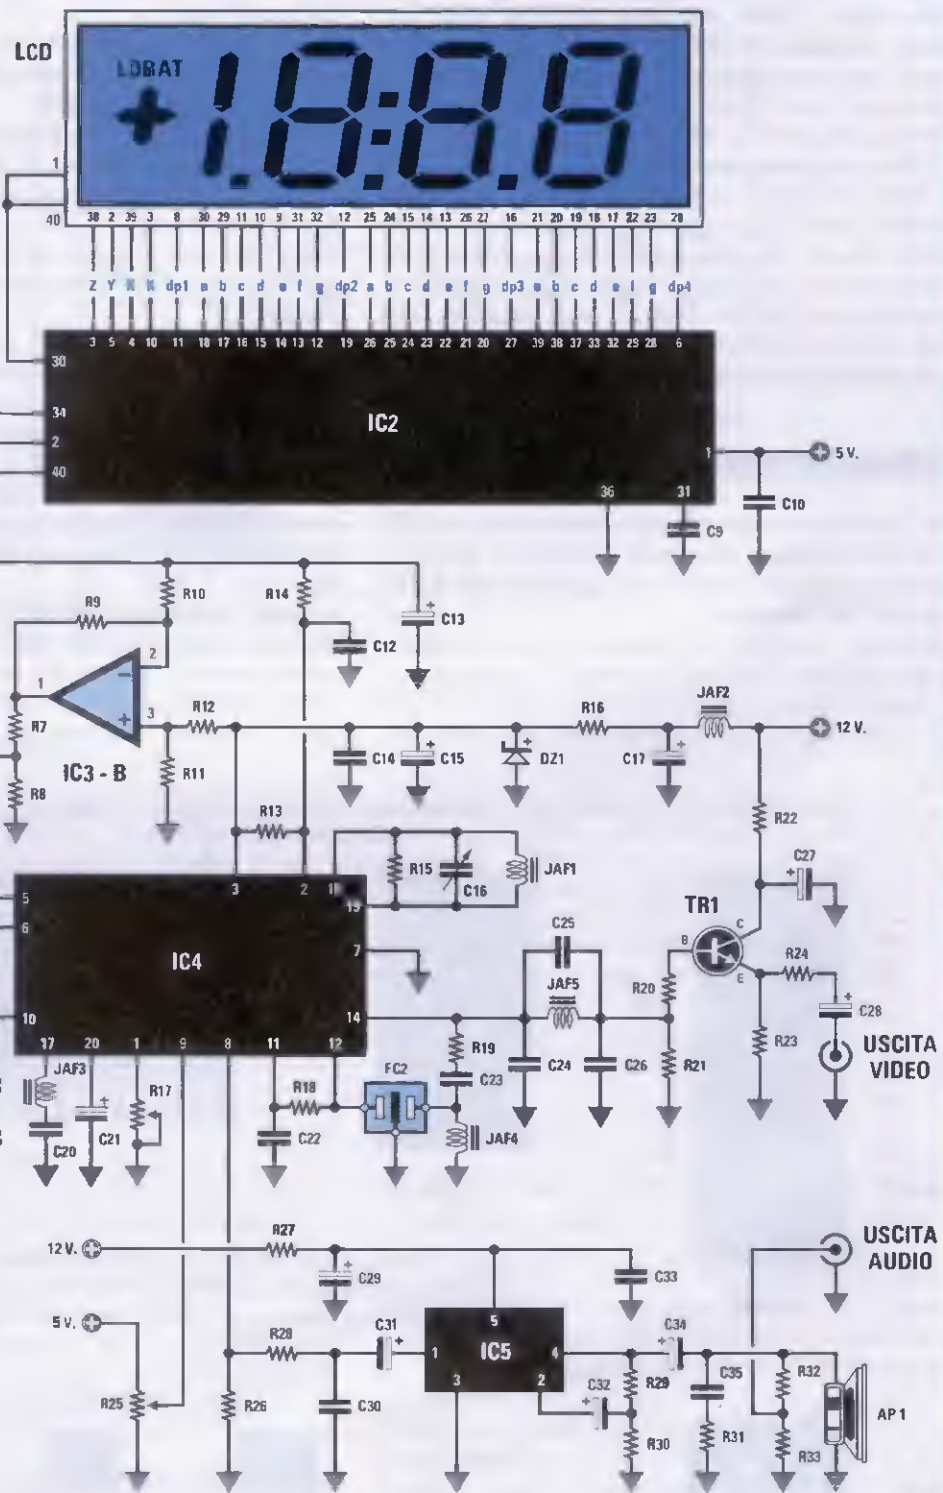 LCD
LOBAT
1
40
38 2 39 3 8 30 29 11 10 9 31 32 12 25 24 15 14 13 26 27 16 21 20 19 18 17 22 23 28
Z Y X K dp1 a b c d e f g dp2 a b c d e f g dp3 a b c d e f g dp4
3 5 4 10 11 18 17 16 15 14 13 12 19 26 25 24 23 22 21 20 27 39 38 37 33 32 29 28 6
30
34
2
40
IC2
1
5 V.
36
31
C9
C10
R9
R10
R14
C12
C13
1
2
3
R7
R8
IC3 - B
R12
R11
C14
C15
DZ1
R16
C17
JAF2
12 V.
R13
R22
C27
3
2
R15
C16
JAF1
5
6
10
IC4
7
14
TR1
B
C
E
R24
C28
USCITA
VIDEO
C25
JAF5
R20
R21
R23
R19
C23
C24
C26
17
20
1
9
8
11
12
JAF3
C20
C21
R17
R18
C22
FC2
JAF4
12 V.
R27
C29
C33
USCITA
AUDIO
5 V.
R28
C31
1
5
IC5
4
3
2
C34
R25
R26
C30
C32
R29
R30
C35
R31
R32
R33
AP1